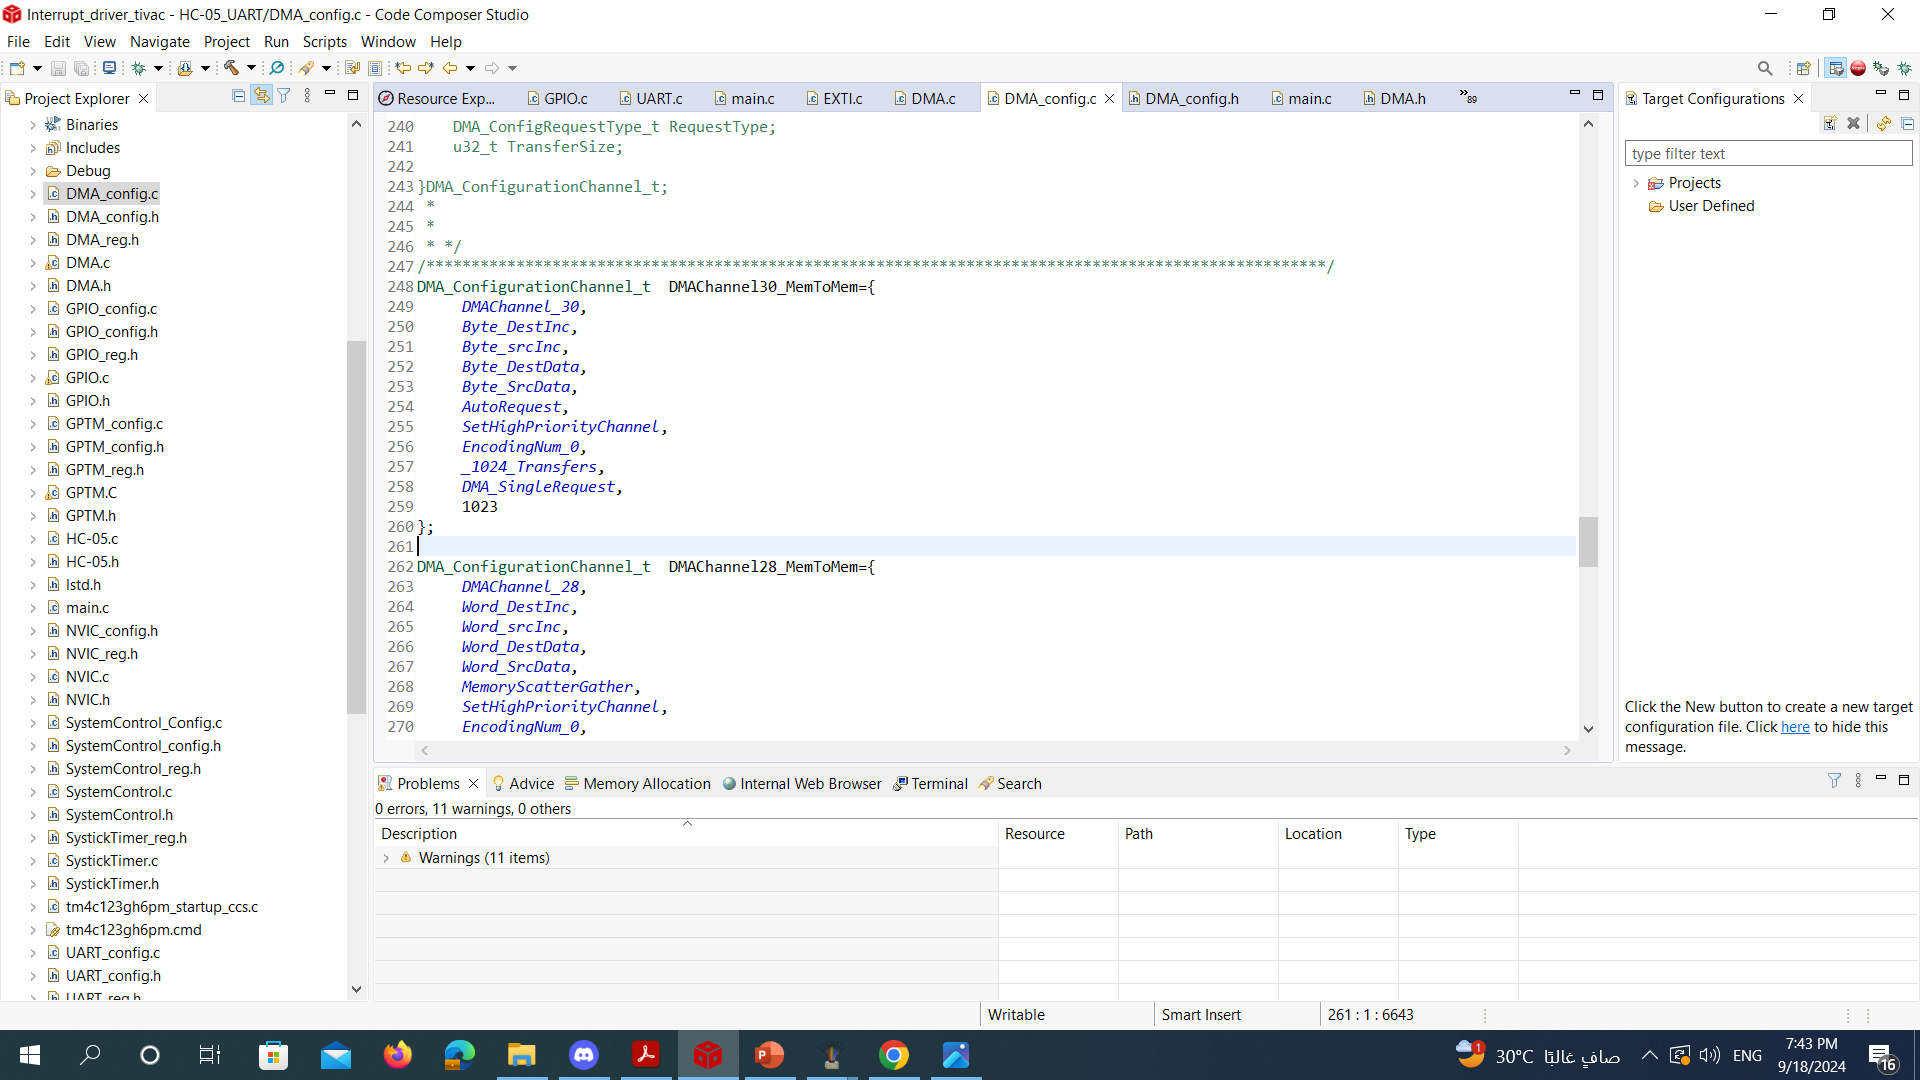 Interrupt_driver_tivac - HC-05_UART/DMA_config.c - Code Composer Studio
File Edit View Navigate Project Run Scripts Window Help
Project Explorer
Binaries
Includes
Debug
DMA_config.c
DMA_config.h
DMA_reg.h
DMA.c
DMA.h
GPIO_config.c
GPIO_config.h
GPIO_reg.h
GPIO.c
GPIO.h
GPTM_config.c
GPTM_config.h
GPTM_reg.h
GPTM.C
GPTM.h
HC-05.c
HC-05.h
lstd.h
main.c
NVIC_config.h
NVIC_reg.h
NVIC.c
NVIC.h
SystemControl_Config.c
SystemControl_config.h
SystemControl_reg.h
SystemControl.c
SystemControl.h
SystickTimer_reg.h
SystickTimer.c
SystickTimer.h
tm4c123gh6pm_startup_ccs.c
tm4c123gh6pm.cmd
UART_config.c
UART_config.h
UART_reg.h
Resource Exp... GPIO.c UART.c main.c EXTI.c DMA.c DMA_config.c DMA_config.h main.c DMA.h »89
240 DMA_ConfigRequestType_t RequestType;
241 u32_t TransferSize;
242
243 }DMA_ConfigurationChannel_t;
244 *
245 *
246 * */
247 /****************************************************************************************************/
248 DMA_ConfigurationChannel_t DMAChannel30_MemToMem={
249 DMAChannel_30,
250 Byte_DestInc,
251 Byte_srcInc,
252 Byte_DestData,
253 Byte_SrcData,
254 AutoRequest,
255 SetHighPriorityChannel,
256 EncodingNum_0,
257 _1024_Transfers,
258 DMA_SingleRequest,
259 1023
260 };
261
262 DMA_ConfigurationChannel_t DMAChannel28_MemToMem={
263 DMAChannel_28,
264 Word_DestInc,
265 Word_srcInc,
266 Word_DestData,
267 Word_SrcData,
268 MemoryScatterGather,
269 SetHighPriorityChannel,
270 EncodingNum_0,
Target Configurations
type filter text
Projects
User Defined
Click the New button to create a new target
configuration file. Click here to hide this
message.
Problems Advice Memory Allocation Internal Web Browser Terminal Search
0 errors, 11 warnings, 0 others
Description Resource Path Location Type
Warnings (11 items)
Writable Smart Insert 261 : 1 : 6643
1 30°C صافٍ غالبًا ENG 7:43 PM
9/18/2024 16